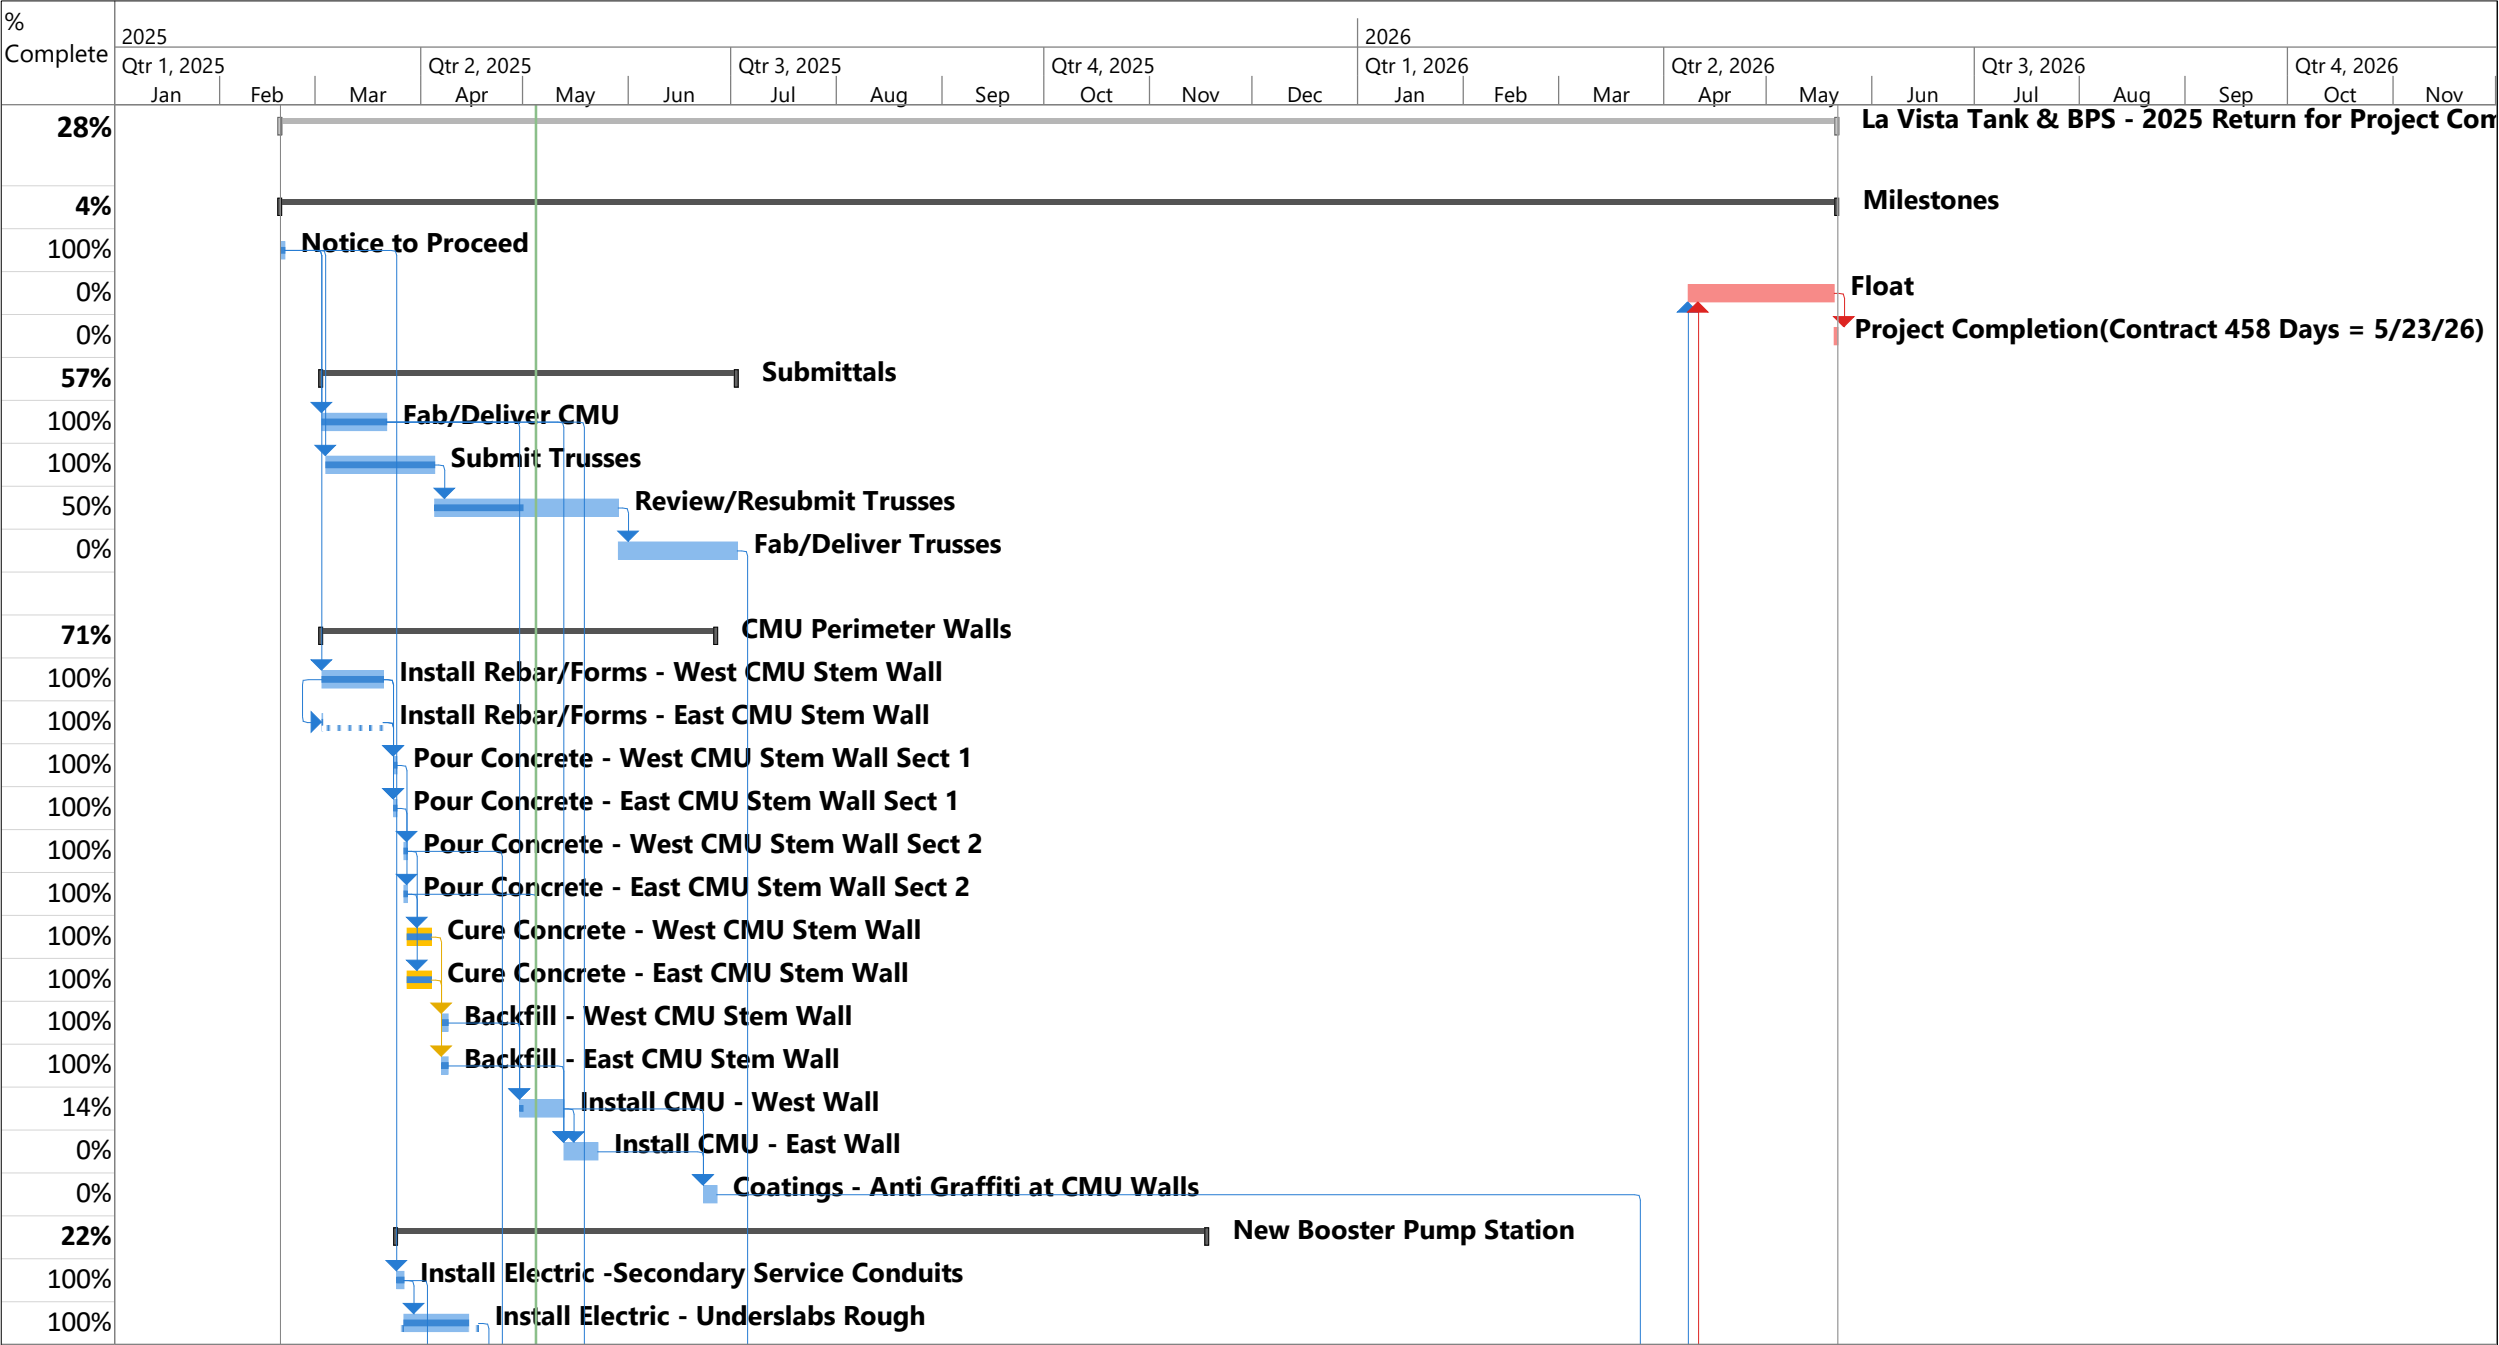 %
Complete
2025
2026
Qtr 1, 2025
Qtr 2, 2025
Qtr 3, 2025
Qtr 4, 2025
Qtr 1, 2026
Qtr 2, 2026
Qtr 3, 2026
Qtr 4, 2026
Jan Feb Mar Apr May Jun Jul Aug Sep Oct Nov Dec Jan Feb Mar Apr May Jun Jul Aug Sep Oct Nov
28% La Vista Tank & BPS - 2025 Return for Project Com
4% Milestones
100% Notice to Proceed
0% Float
0% Project Completion(Contract 458 Days = 5/23/26)
57% Submittals
100% Fab/Deliver CMU
100% Submit Trusses
50% Review/Resubmit Trusses
0% Fab/Deliver Trusses
71% CMU Perimeter Walls
100% Install Rebar/Forms - West CMU Stem Wall
100% Install Rebar/Forms - East CMU Stem Wall
100% Pour Concrete - West CMU Stem Wall Sect 1
100% Pour Concrete - East CMU Stem Wall Sect 1
100% Pour Concrete - West CMU Stem Wall Sect 2
100% Pour Concrete - East CMU Stem Wall Sect 2
100% Cure Concrete - West CMU Stem Wall
100% Cure Concrete - East CMU Stem Wall
100% Backfill - West CMU Stem Wall
100% Backfill - East CMU Stem Wall
14% Install CMU - West Wall
0% Install CMU - East Wall
0% Coatings - Anti Graffiti at CMU Walls
22% New Booster Pump Station
100% Install Electric -Secondary Service Conduits
100% Install Electric - Underslabs Rough